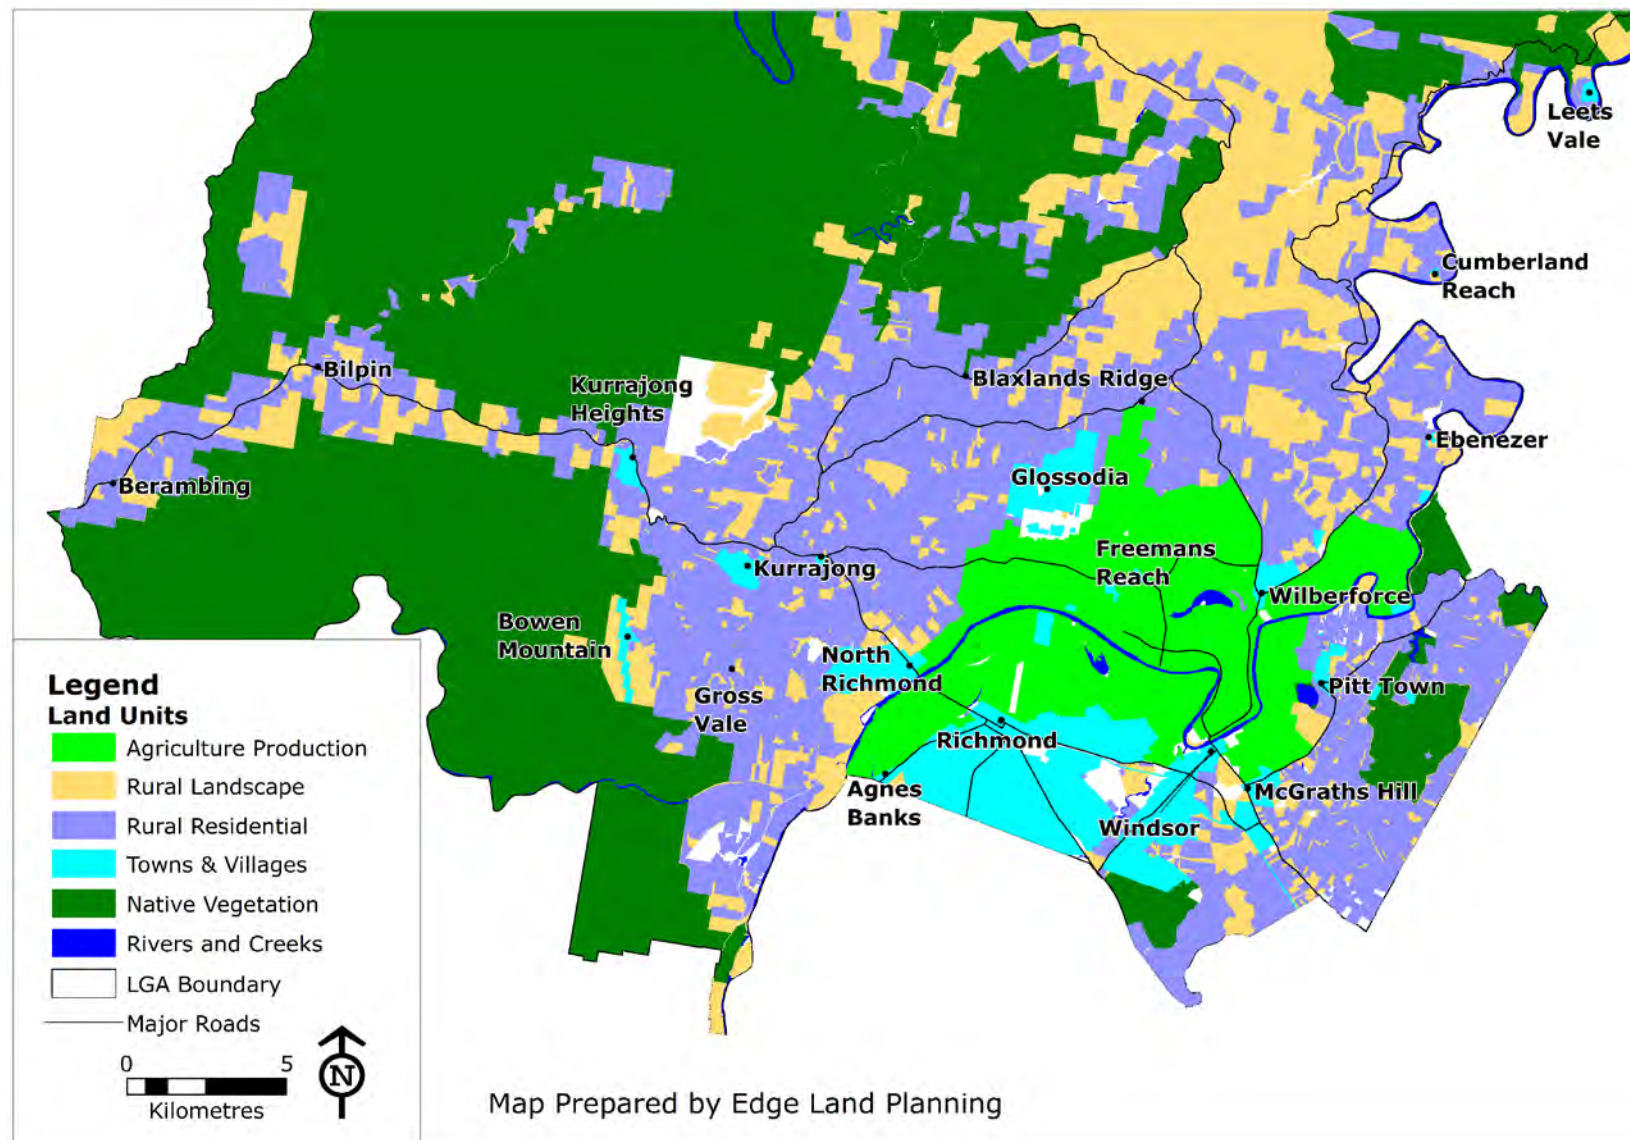 Leets
Vale
Cumberland
Reach
Bilpin
Kurrajong
Heights
Blaxlands Ridge
Ebenezer
Berambing
Glossodia
Freemans
Reach
Kurrajong
Wilberforce
Bowen
Mountain
North
Richmond
Gross
Vale
Pitt Town
Richmond
Agnes
Banks
McGraths Hill
Windsor
Legend
Land Units
Agriculture Production
Rural Landscape
Rural Residential
Towns & Villages
Native Vegetation
Rivers and Creeks
LGA Boundary
Major Roads
0 5
Kilometres
N
Map Prepared by Edge Land Planning